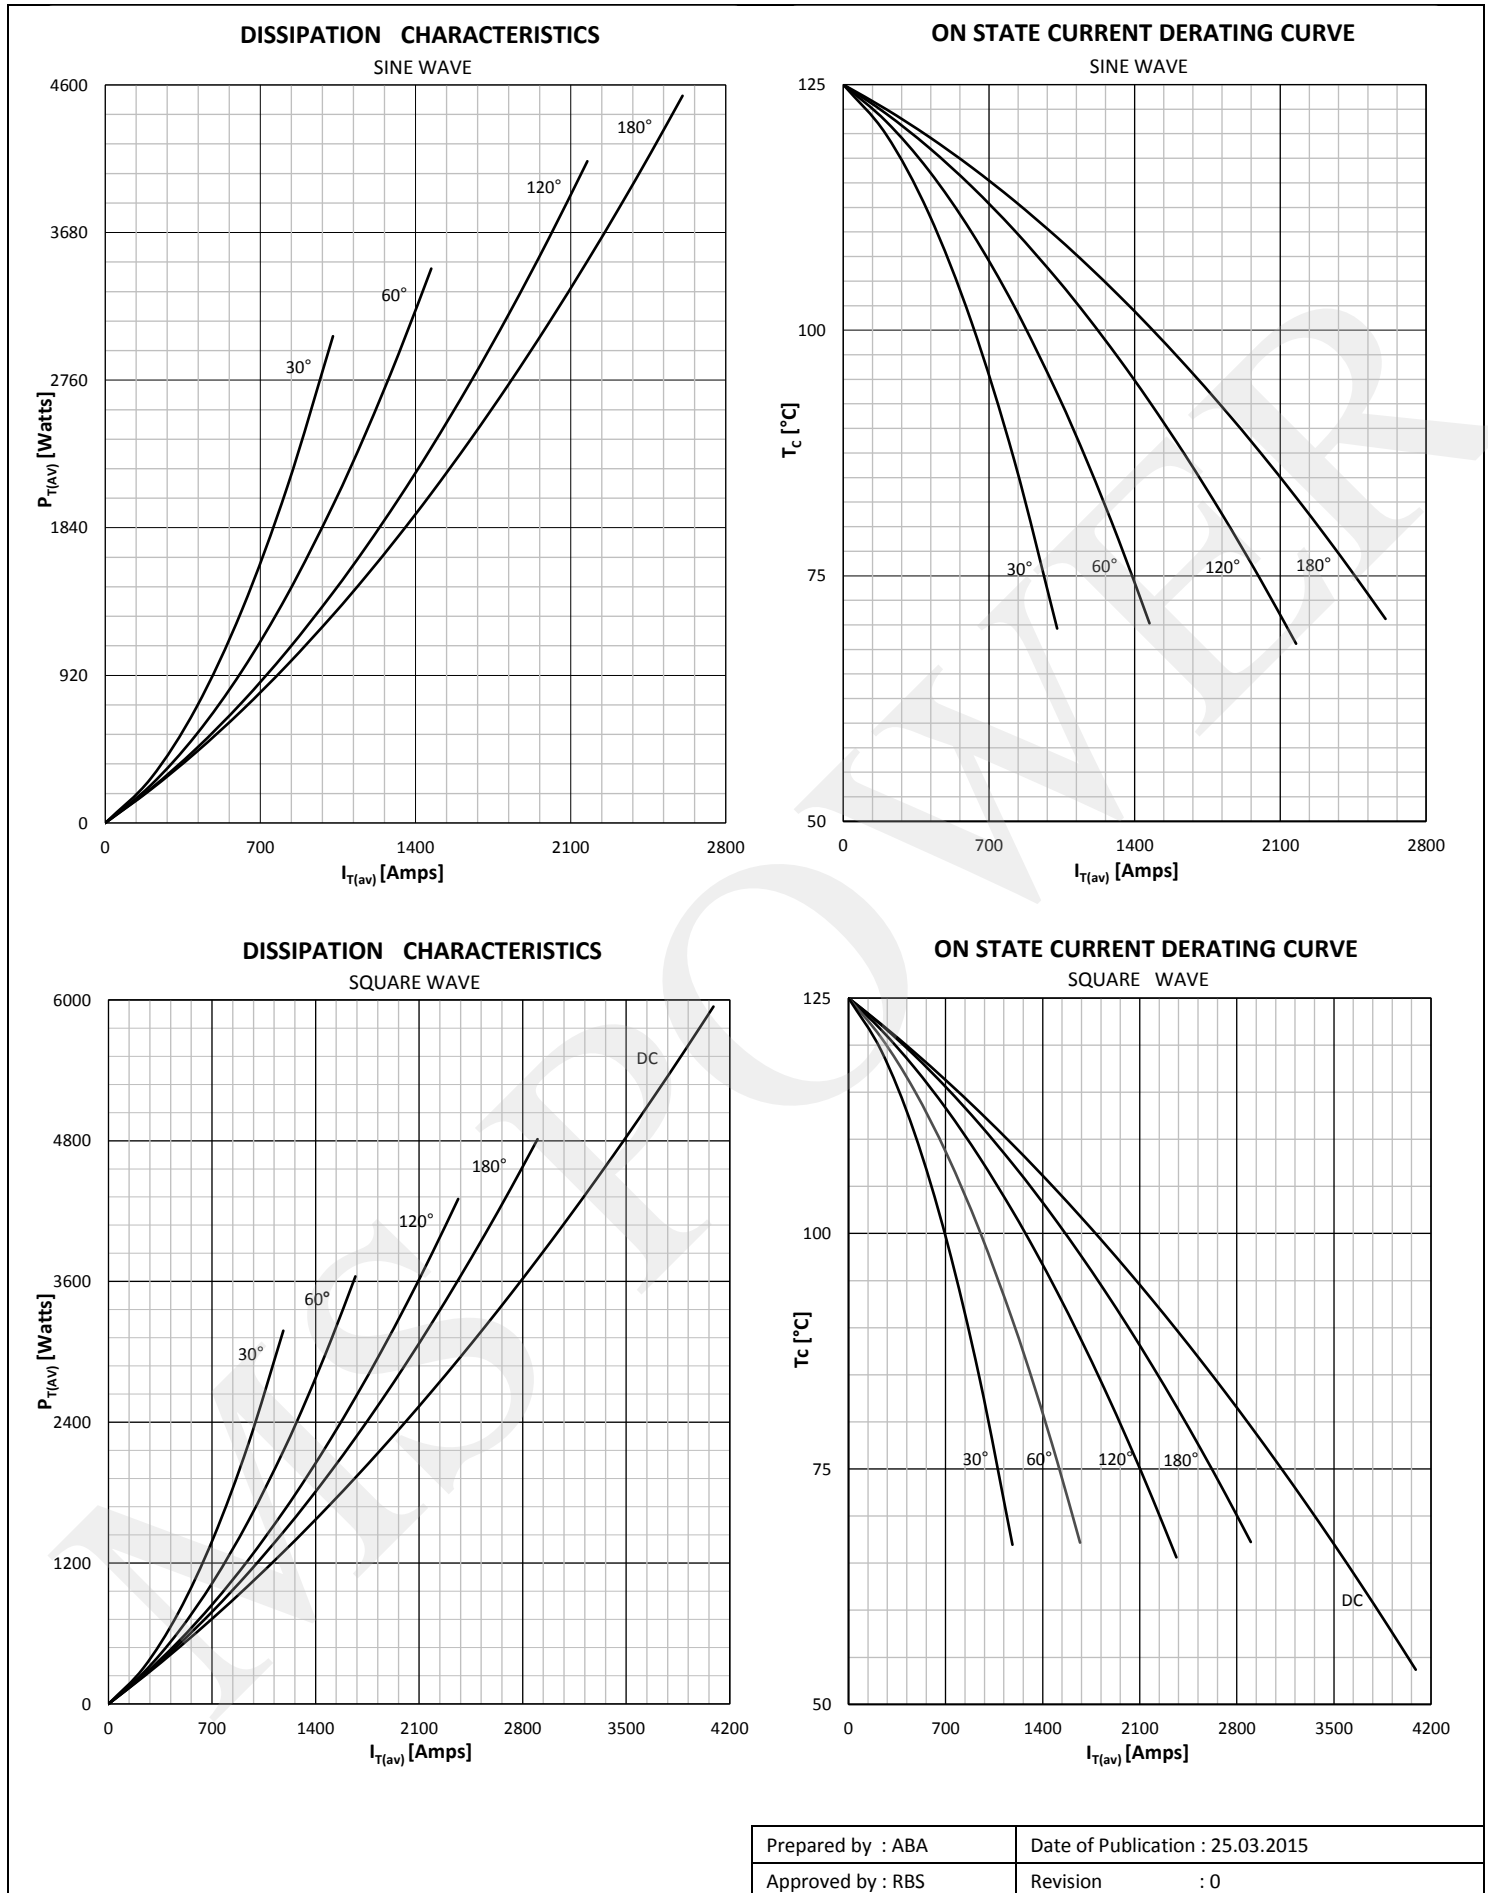 DISSIPATION CHARACTERISTICS
SINE WAVE
4600
3680
2760
1840
920
0
0 700 1400 2100 2800
P_T(AV) [Watts]
I_T(av) [Amps]
30°
60°
120°
180°
ON STATE CURRENT DERATING CURVE
SINE WAVE
125
100
75
50
0 700 1400 2100 2800
T_C [°C]
I_T(av) [Amps]
30° 60° 120° 180°
DISSIPATION CHARACTERISTICS
SQUARE WAVE
6000
4800
3600
2400
1200
0
0 700 1400 2100 2800 3500 4200
P_T(AV) [Watts]
I_T(av) [Amps]
30°
60°
120°
180°
DC
ON STATE CURRENT DERATING CURVE
SQUARE WAVE
125
100
75
50
0 700 1400 2100 2800 3500 4200
Tc [°C]
I_T(av) [Amps]
30° 60° 120° 180°
DC
MS POWER
Prepared by : ABA Date of Publication : 25.03.2015
Approved by : RBS Revision : 0